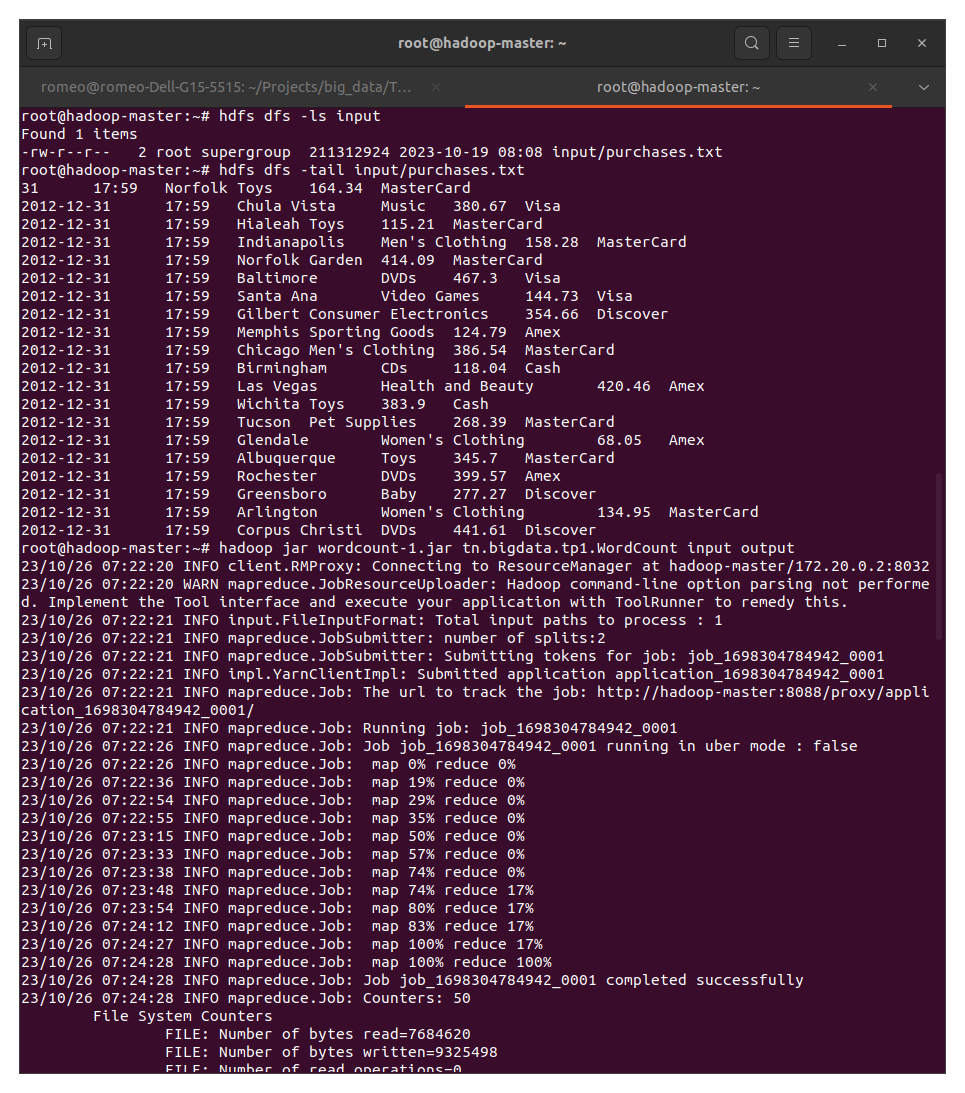 root@hadoop-master: ~
romeo@romeo-Dell-G15-5515: ~/Projects/big_data/T...
root@hadoop-master: ~
root@hadoop-master:~# hdfs dfs -ls input
Found 1 items
-rw-r--r--   2 root supergroup  211312924 2023-10-19 08:08 input/purchases.txt
root@hadoop-master:~# hdfs dfs -tail input/purchases.txt
31      17:59   Norfolk Toys    164.34  MasterCard
2012-12-31      17:59   Chula Vista     Music   380.67  Visa
2012-12-31      17:59   Hialeah Toys    115.21  MasterCard
2012-12-31      17:59   Indianapolis    Men's Clothing  158.28  MasterCard
2012-12-31      17:59   Norfolk Garden  414.09  MasterCard
2012-12-31      17:59   Baltimore       DVDs    467.3   Visa
2012-12-31      17:59   Santa Ana       Video Games     144.73  Visa
2012-12-31      17:59   Gilbert Consumer Electronics    354.66  Discover
2012-12-31      17:59   Memphis Sporting Goods  124.79  Amex
2012-12-31      17:59   Chicago Men's Clothing  386.54  MasterCard
2012-12-31      17:59   Birmingham      CDs     118.04  Cash
2012-12-31      17:59   Las Vegas       Health and Beauty       420.46  Amex
2012-12-31      17:59   Wichita Toys    383.9   Cash
2012-12-31      17:59   Tucson  Pet Supplies    268.39  MasterCard
2012-12-31      17:59   Glendale        Women's Clothing        68.05   Amex
2012-12-31      17:59   Albuquerque     Toys    345.7   MasterCard
2012-12-31      17:59   Rochester       DVDs    399.57  Amex
2012-12-31      17:59   Greensboro      Baby    277.27  Discover
2012-12-31      17:59   Arlington       Women's Clothing        134.95  MasterCard
2012-12-31      17:59   Corpus Christi  DVDs    441.61  Discover
root@hadoop-master:~# hadoop jar wordcount-1.jar tn.bigdata.tp1.WordCount input output
23/10/26 07:22:20 INFO client.RMProxy: Connecting to ResourceManager at hadoop-master/172.20.0.2:8032
23/10/26 07:22:20 WARN mapreduce.JobResourceUploader: Hadoop command-line option parsing not performe
d. Implement the Tool interface and execute your application with ToolRunner to remedy this.
23/10/26 07:22:21 INFO input.FileInputFormat: Total input paths to process : 1
23/10/26 07:22:21 INFO mapreduce.JobSubmitter: number of splits:2
23/10/26 07:22:21 INFO mapreduce.JobSubmitter: Submitting tokens for job: job_1698304784942_0001
23/10/26 07:22:21 INFO impl.YarnClientImpl: Submitted application application_1698304784942_0001
23/10/26 07:22:21 INFO mapreduce.Job: The url to track the job: http://hadoop-master:8088/proxy/appli
cation_1698304784942_0001/
23/10/26 07:22:21 INFO mapreduce.Job: Running job: job_1698304784942_0001
23/10/26 07:22:26 INFO mapreduce.Job: Job job_1698304784942_0001 running in uber mode : false
23/10/26 07:22:26 INFO mapreduce.Job:  map 0% reduce 0%
23/10/26 07:22:36 INFO mapreduce.Job:  map 19% reduce 0%
23/10/26 07:22:54 INFO mapreduce.Job:  map 29% reduce 0%
23/10/26 07:22:55 INFO mapreduce.Job:  map 35% reduce 0%
23/10/26 07:23:15 INFO mapreduce.Job:  map 50% reduce 0%
23/10/26 07:23:33 INFO mapreduce.Job:  map 57% reduce 0%
23/10/26 07:23:38 INFO mapreduce.Job:  map 74% reduce 0%
23/10/26 07:23:48 INFO mapreduce.Job:  map 74% reduce 17%
23/10/26 07:23:54 INFO mapreduce.Job:  map 80% reduce 17%
23/10/26 07:24:12 INFO mapreduce.Job:  map 83% reduce 17%
23/10/26 07:24:27 INFO mapreduce.Job:  map 100% reduce 17%
23/10/26 07:24:28 INFO mapreduce.Job:  map 100% reduce 100%
23/10/26 07:24:28 INFO mapreduce.Job: Job job_1698304784942_0001 completed successfully
23/10/26 07:24:28 INFO mapreduce.Job: Counters: 50
        File System Counters
                FILE: Number of bytes read=7684620
                FILE: Number of bytes written=9325498
                FILE: Number of read operations=0